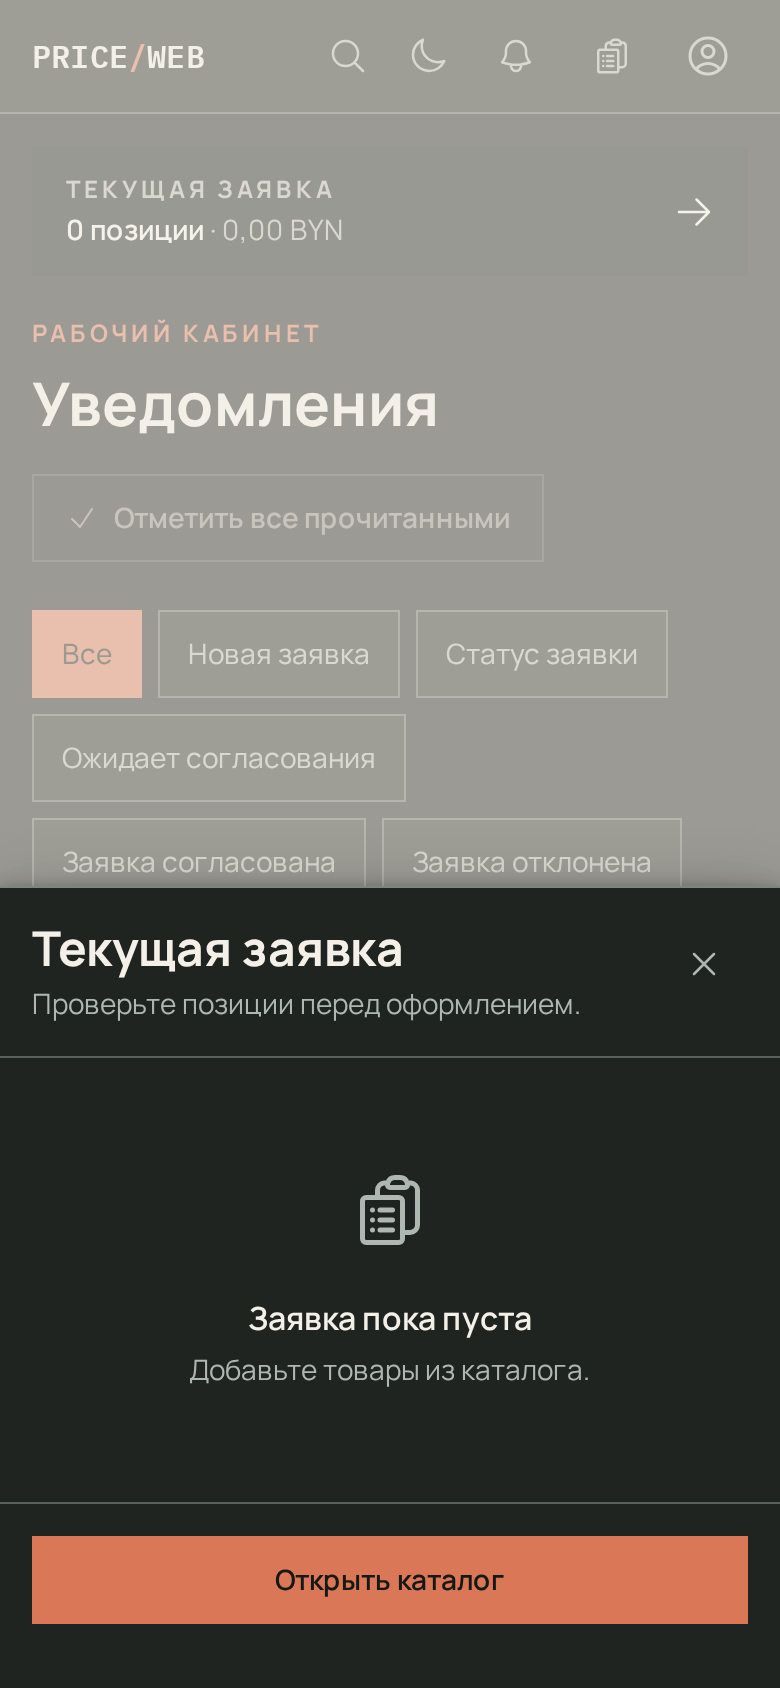 PRICE/WEB
ТЕКУЩАЯ ЗАЯВКА
0 позиции · 0,00 BYN
РАБОЧИЙ КАБИНЕТ
Уведомления
Отметить все прочитанными
Все
Новая заявка
Статус заявки
Ожидает согласования
Заявка согласована
Заявка отклонена
Текущая заявка
Проверьте позиции перед оформлением.
Заявка пока пуста
Добавьте товары из каталога.
Открыть каталог